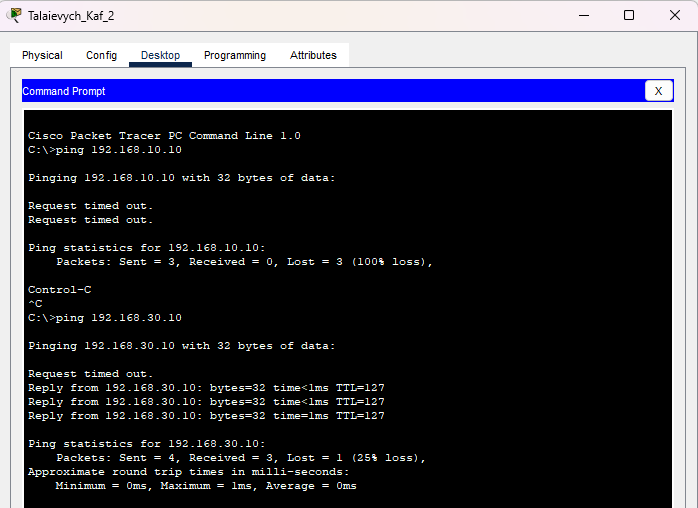 Talaievych_Kaf_2
Physical Config Desktop Programming Attributes
Command Prompt X
Cisco Packet Tracer PC Command Line 1.0
C:\>ping 192.168.10.10
Pinging 192.168.10.10 with 32 bytes of data:
Request timed out.
Request timed out.
Ping statistics for 192.168.10.10:
    Packets: Sent = 3, Received = 0, Lost = 3 (100% loss),
Control-C
^C
C:\>ping 192.168.30.10
Pinging 192.168.30.10 with 32 bytes of data:
Request timed out.
Reply from 192.168.30.10: bytes=32 time<1ms TTL=127
Reply from 192.168.30.10: bytes=32 time<1ms TTL=127
Reply from 192.168.30.10: bytes=32 time=1ms TTL=127
Ping statistics for 192.168.30.10:
    Packets: Sent = 4, Received = 3, Lost = 1 (25% loss),
Approximate round trip times in milli-seconds:
    Minimum = 0ms, Maximum = 1ms, Average = 0ms